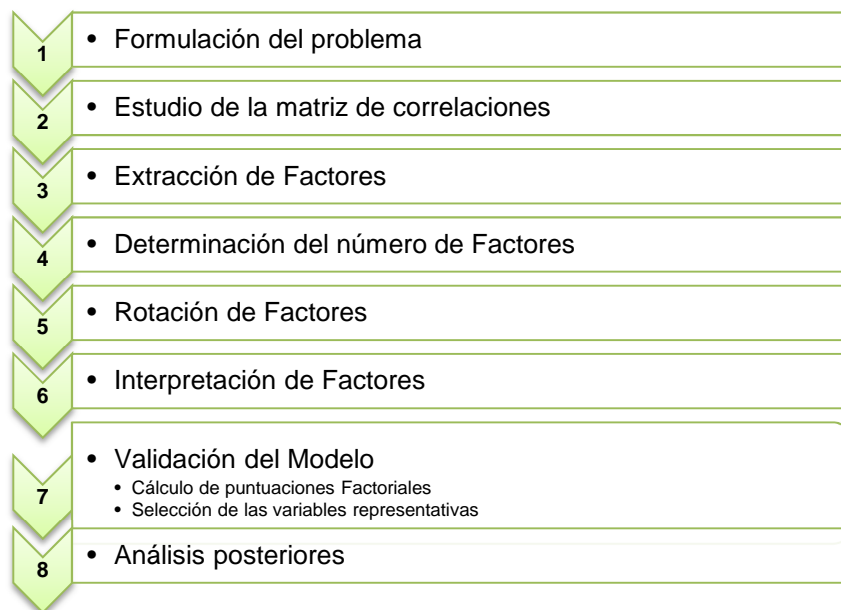 1 • Formulación del problema
2 • Estudio de la matriz de correlaciones
3 • Extracción de Factores
4 • Determinación del número de Factores
5 • Rotación de Factores
6 • Interpretación de Factores
7 • Validación del Modelo
• Cálculo de puntuaciones Factoriales
• Selección de las variables representativas
8 • Análisis posteriores